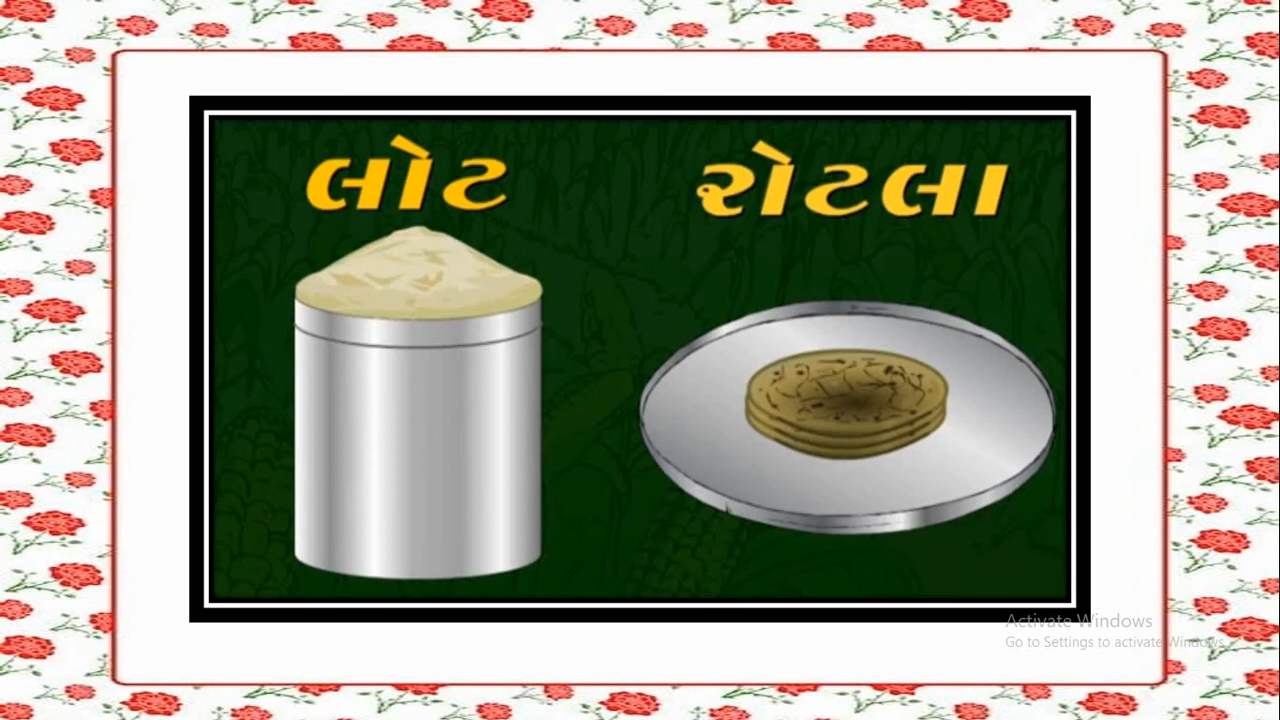 લોટ
રોટલા
Activate Windows
Go to Settings to activate Windows.